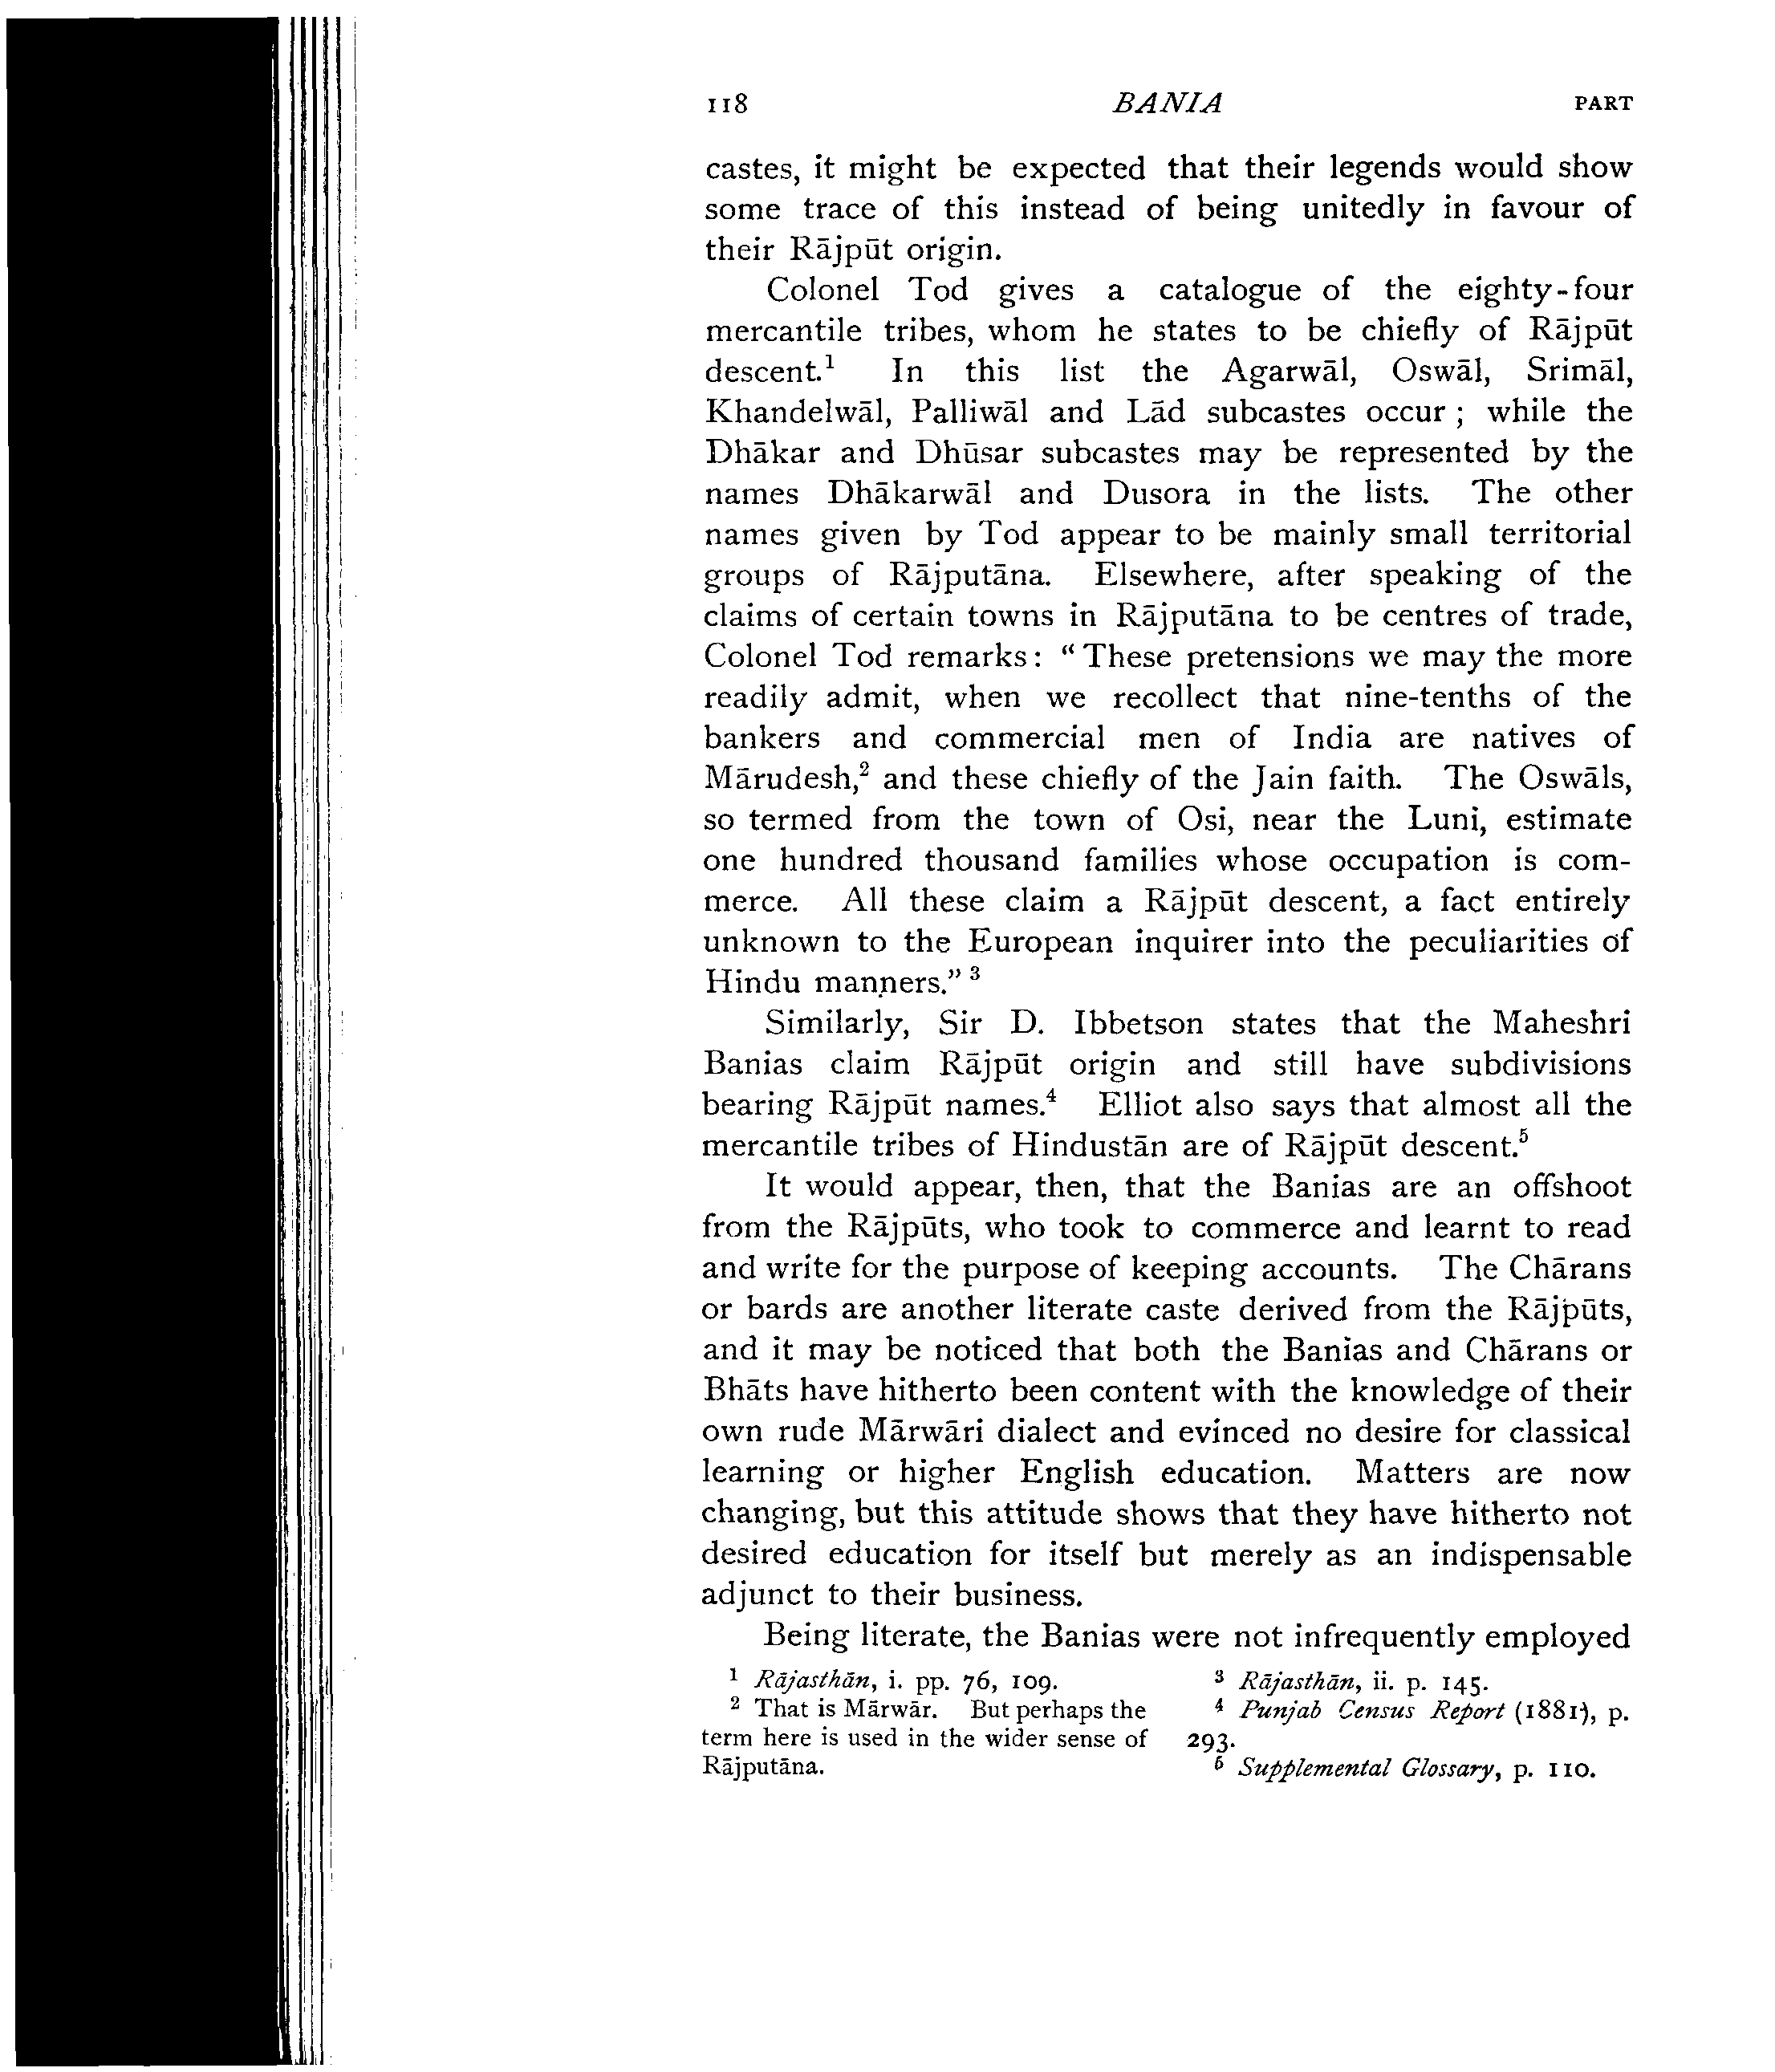 118 BANIA PART
castes, it might be expected that their legends would show
some trace of this instead of being unitedly in favour of
their Rājpūt origin.
Colonel Tod gives a catalogue of the eighty-four
mercantile tribes, whom he states to be chiefly of Rājpūt
descent.¹ In this list the Agarwāl, Oswāl, Srimāl,
Khandelwāl, Palliwāl and Lād subcastes occur ; while the
Dhākar and Dhūsar subcastes may be represented by the
names Dhākarwāl and Dusora in the lists. The other
names given by Tod appear to be mainly small territorial
groups of Rājputāna. Elsewhere, after speaking of the
claims of certain towns in Rājputāna to be centres of trade,
Colonel Tod remarks: “These pretensions we may the more
readily admit, when we recollect that nine-tenths of the
bankers and commercial men of India are natives of
Mārudesh,² and these chiefly of the Jain faith. The Oswāls,
so termed from the town of Osi, near the Luni, estimate
one hundred thousand families whose occupation is com-
merce. All these claim a Rājpūt descent, a fact entirely
unknown to the European inquirer into the peculiarities of
Hindu manners.” ³
Similarly, Sir D. Ibbetson states that the Maheshri
Banias claim Rājpūt origin and still have subdivisions
bearing Rājpūt names.⁴ Elliot also says that almost all the
mercantile tribes of Hindustān are of Rājpūt descent.⁵
It would appear, then, that the Banias are an offshoot
from the Rājpūts, who took to commerce and learnt to read
and write for the purpose of keeping accounts. The Chārans
or bards are another literate caste derived from the Rājpūts,
and it may be noticed that both the Banias and Chārans or
Bhāts have hitherto been content with the knowledge of their
own rude Mārwāri dialect and evinced no desire for classical
learning or higher English education. Matters are now
changing, but this attitude shows that they have hitherto not
desired education for itself but merely as an indispensable
adjunct to their business.
Being literate, the Banias were not infrequently employed
¹ Rājasthān, i. pp. 76, 109.
² That is Mārwār. But perhaps the
term here is used in the wider sense of
Rājputāna.
³ Rājasthān, ii. p. 145.
⁴ Punjab Census Report (1881), p.
293.
⁵ Supplemental Glossary, p. 110.